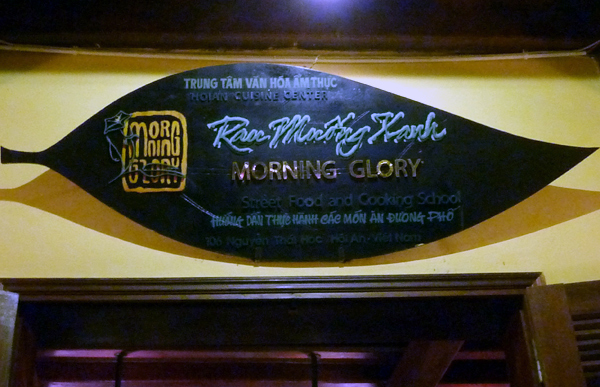 TRUNG TÂM VĂN HÓA ẨM THỰC
HOIAN CUISINE CENTER
MORNING GLORY
Rau Muống Xanh
MORNING GLORY
Street Food and Cooking School
HƯỚNG DẪN THỰC HÀNH CÁC MÓN ĂN ĐƯỜNG PHỐ
106 Nguyễn Thái Học, Hội An-Việt Nam